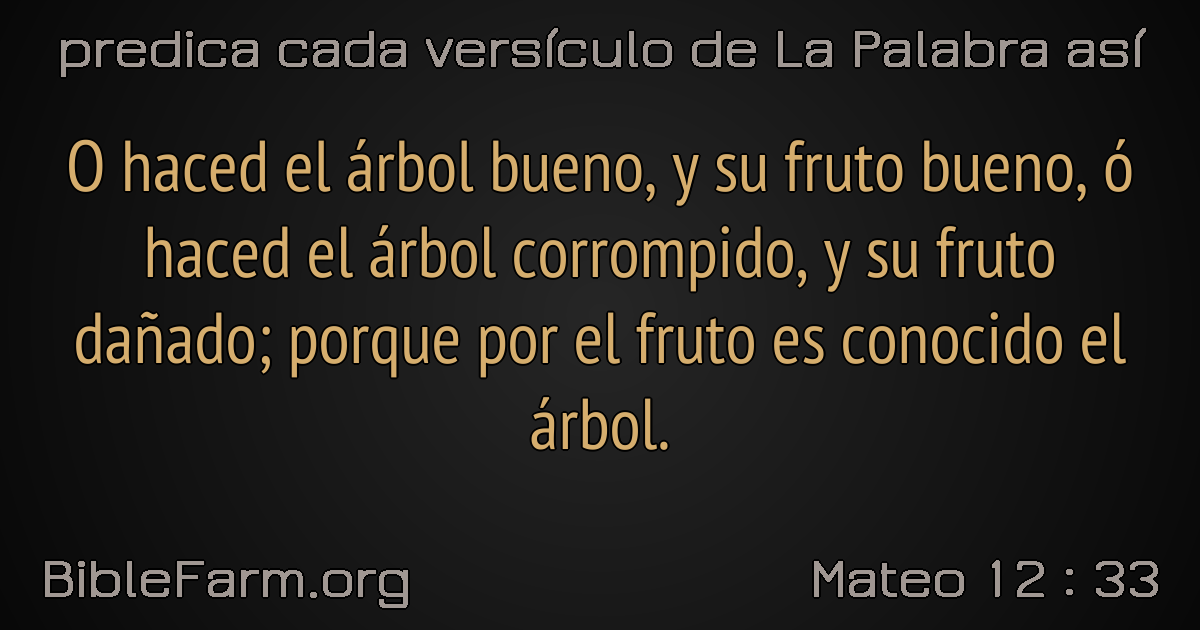 predica cada versículo de La Palabra así
O haced el árbol bueno, y su fruto bueno, ó
haced el árbol corrompido, y su fruto
dañado; porque por el fruto es conocido el
árbol.
BibleFarm.org
Mateo 12 : 33